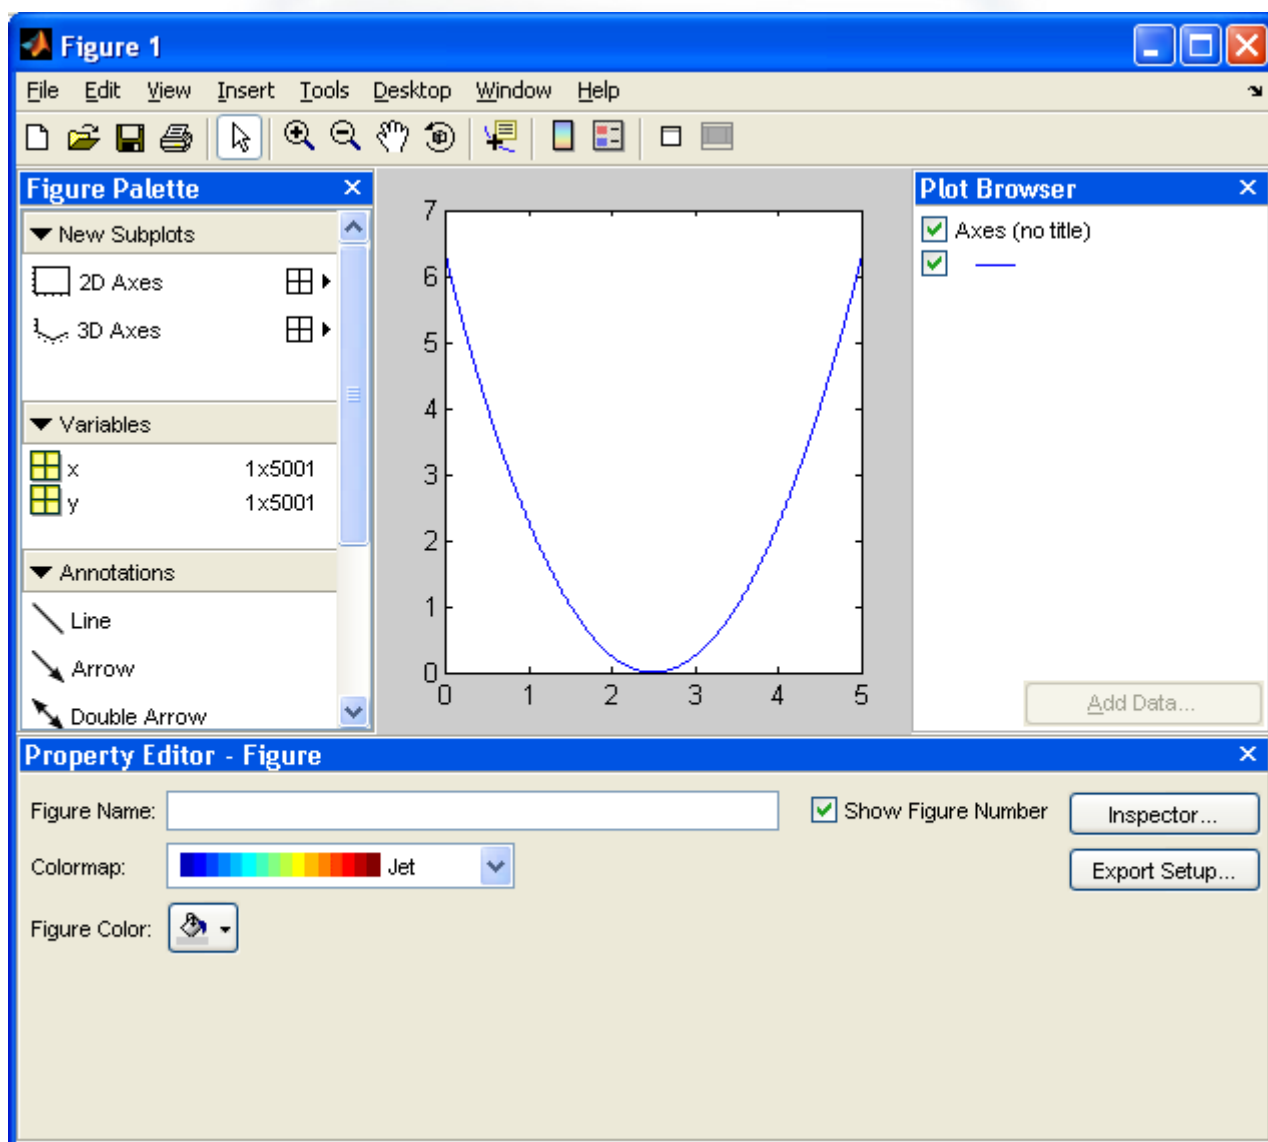 Figure 1
File Edit View Insert Tools Desktop Window Help
Figure Palette
New Subplots
2D Axes
3D Axes
Variables
x 1x5001
y 1x5001
Annotations
Line
Arrow
Double Arrow
7
6
5
4
3
2
1
0
0 1 2 3 4 5
Plot Browser
Axes (no title)
Add Data...
Property Editor - Figure
Figure Name: Show Figure Number Inspector...
Colormap: Jet Export Setup...
Figure Color: